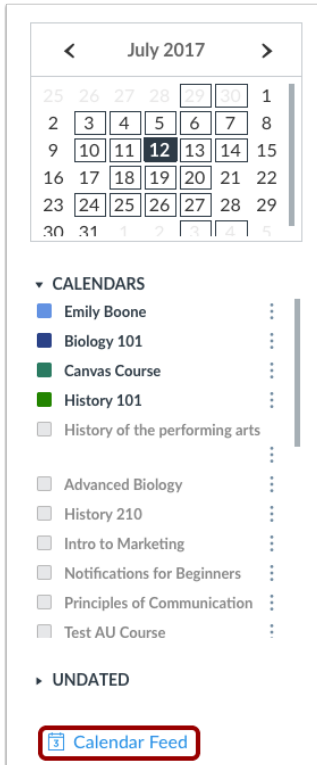 July 2017
25 26 27 28 29 30 1
2 3 4 5 6 7 8
9 10 11 12 13 14 15
16 17 18 19 20 21 22
23 24 25 26 27 28 29
30 31 1 2 3 4 5
CALENDARS
Emily Boone
Biology 101
Canvas Course
History 101
History of the performing arts
Advanced Biology
History 210
Intro to Marketing
Notifications for Beginners
Principles of Communication
Test AU Course
UNDATED
3 Calendar Feed